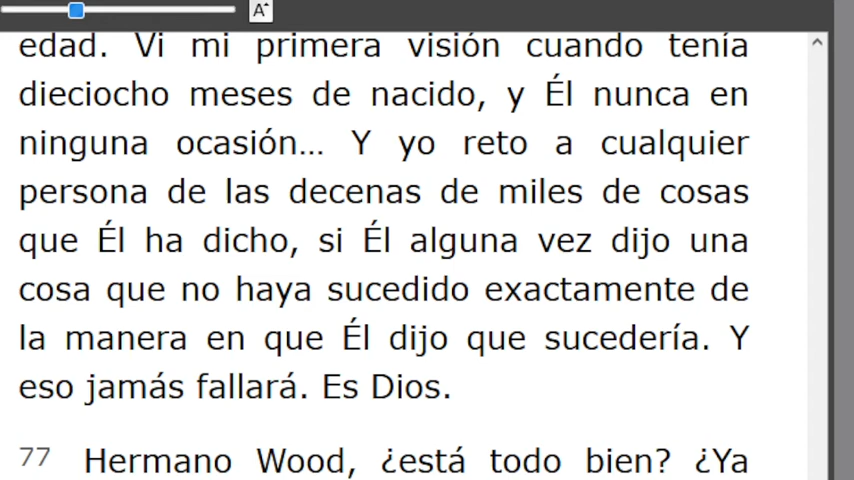 A
edad. Vi mi primera visión cuando tenía
dieciocho meses de nacido, y Él nunca en
ninguna ocasión... Y yo reto a cualquier
persona de las decenas de miles de cosas
que Él ha dicho, si Él alguna vez dijo una
cosa que no haya sucedido exactamente de
la manera en que Él dijo que sucedería. Y
eso jamás fallará. Es Dios.
77 Hermano Wood, ¿está todo bien? ¿Ya